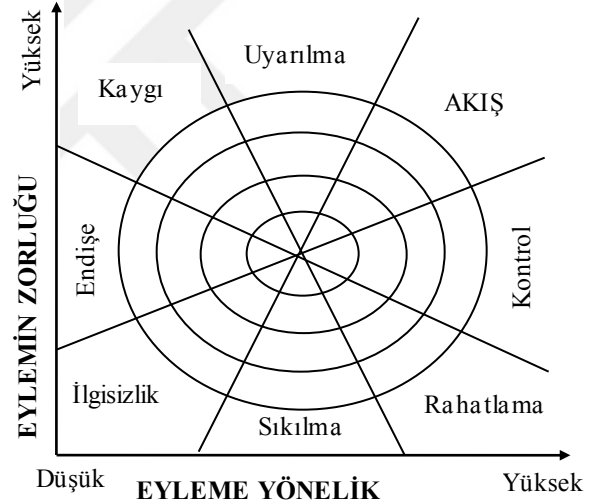 Yüksek
Uyarılma
Kaygı
AKIŞ
EYLEMİN ZORLUĞU
Endişe
Kontrol
İlgisizlik
Sıkılma
Rahatlama
Düşük
EYLEME YÖNELİK
Yüksek